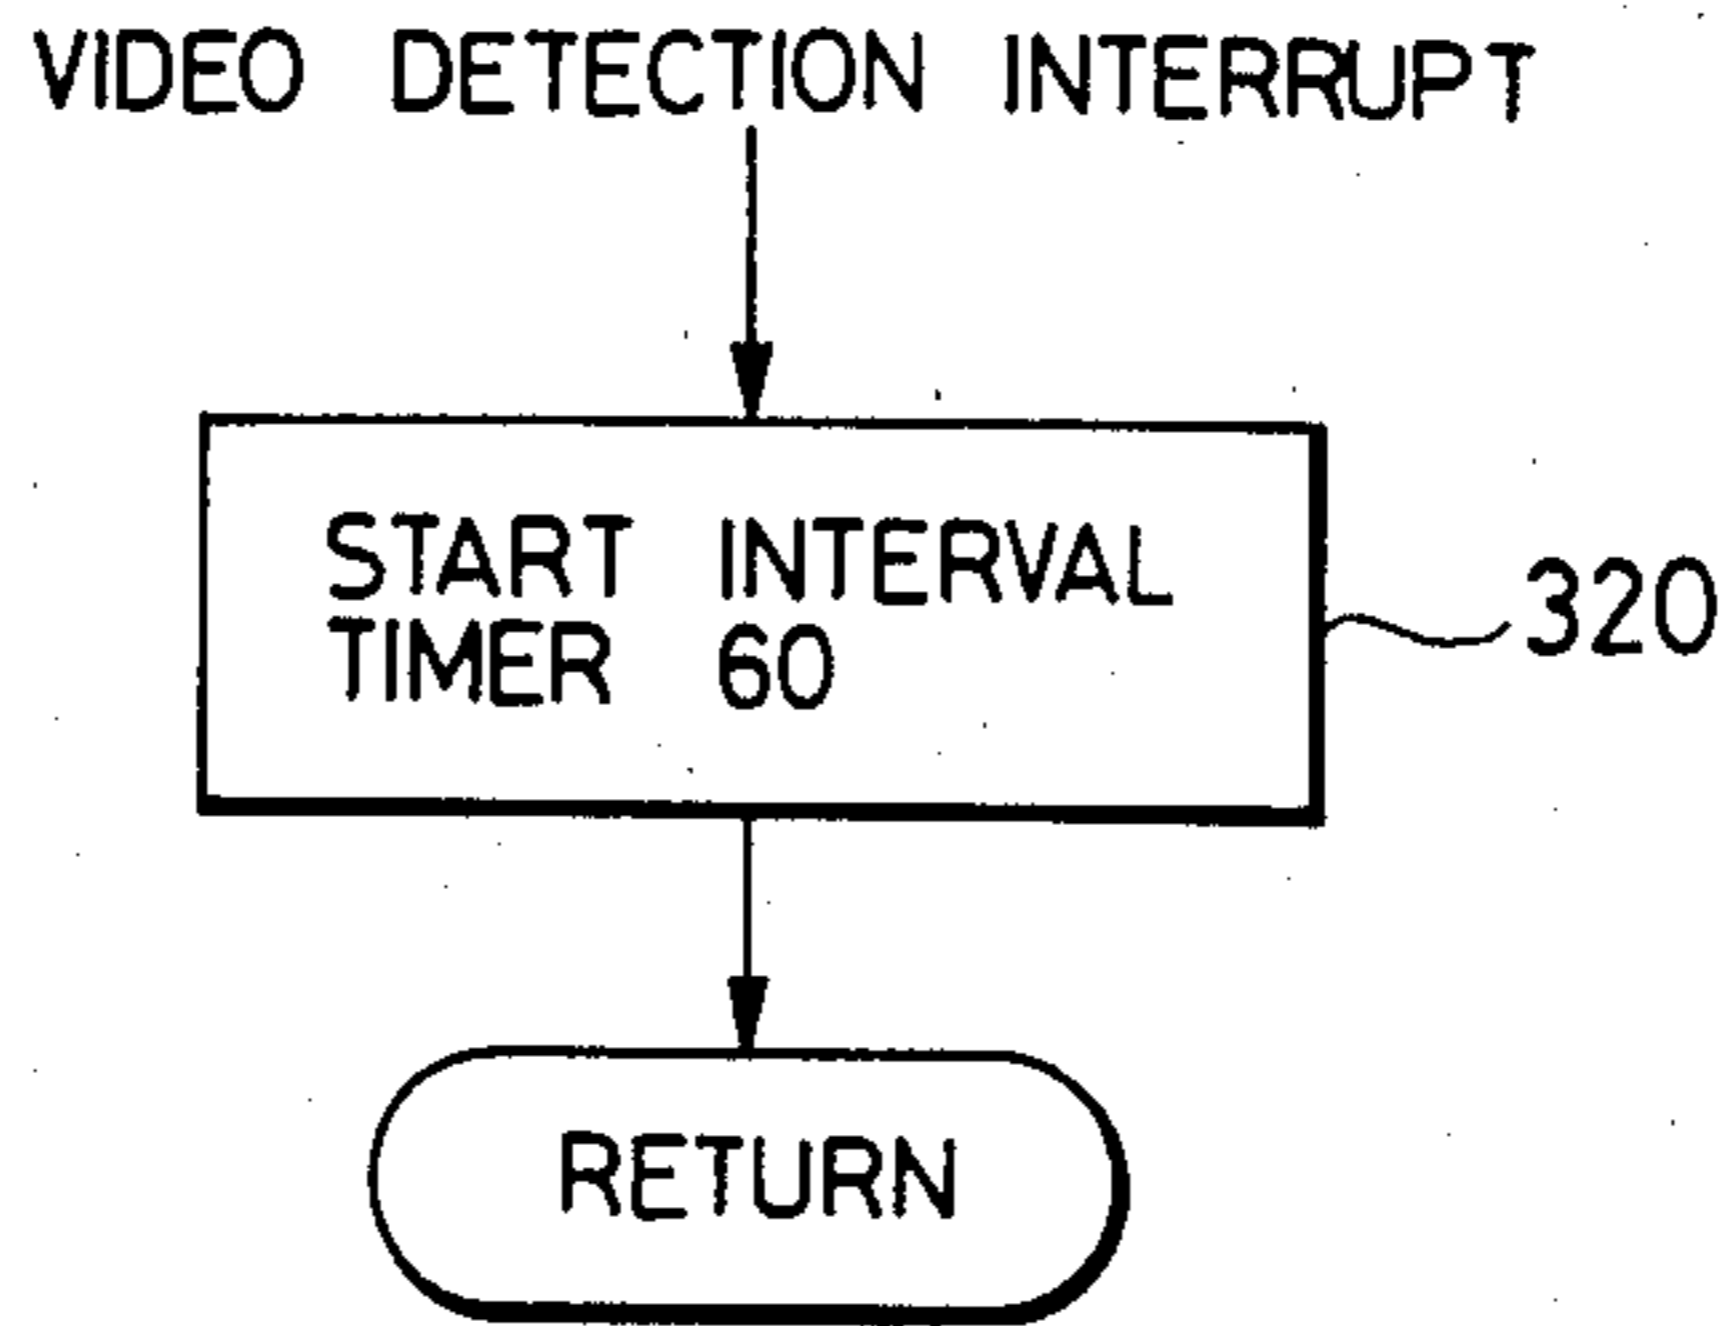 VIDEO DETECTION INTERRUPT
START INTERVAL
TIMER 60
320
RETURN